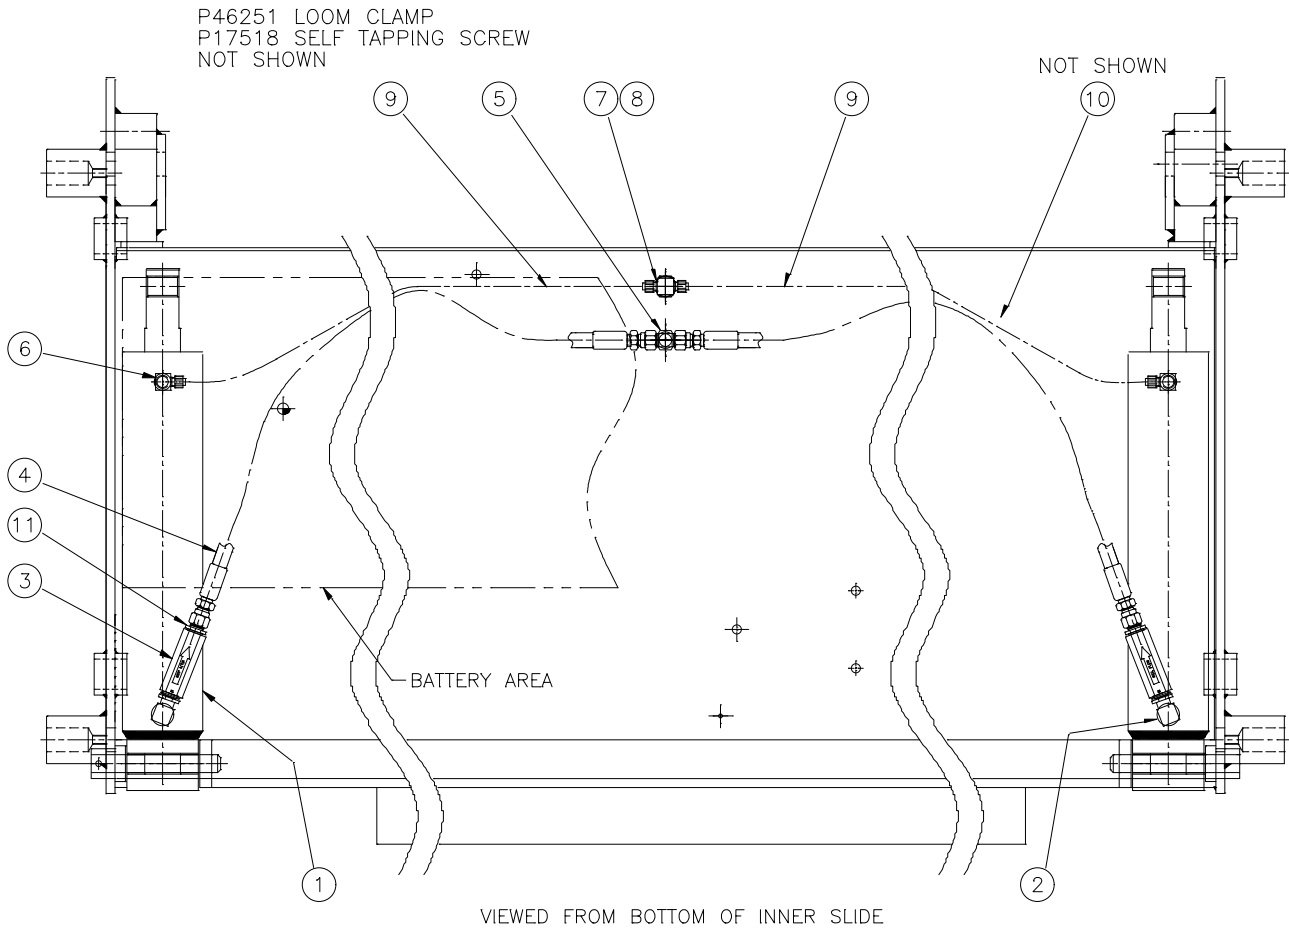 P46251 LOOM CLAMP
P17518 SELF TAPPING SCREW
NOT SHOWN
NOT SHOWN
9
5
7
8
9
10
6
4
11
3
BATTERY AREA
1
2
VIEWED FROM BOTTOM OF INNER SLIDE